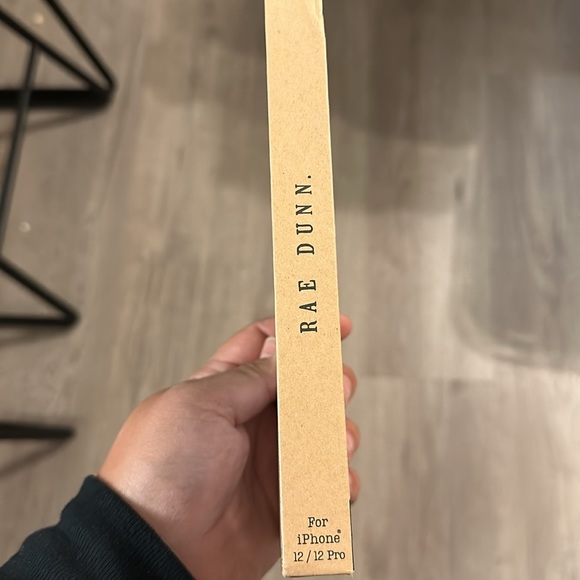 RAE DUNN.
For
iPhone®
12/12 Pro